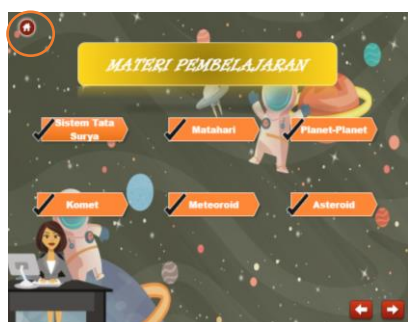 MATERI PEMBELAJARAN
Sistem Tata
Surya
Matahari
Planet-Planet
Komet
Meteoroid
Asteroid